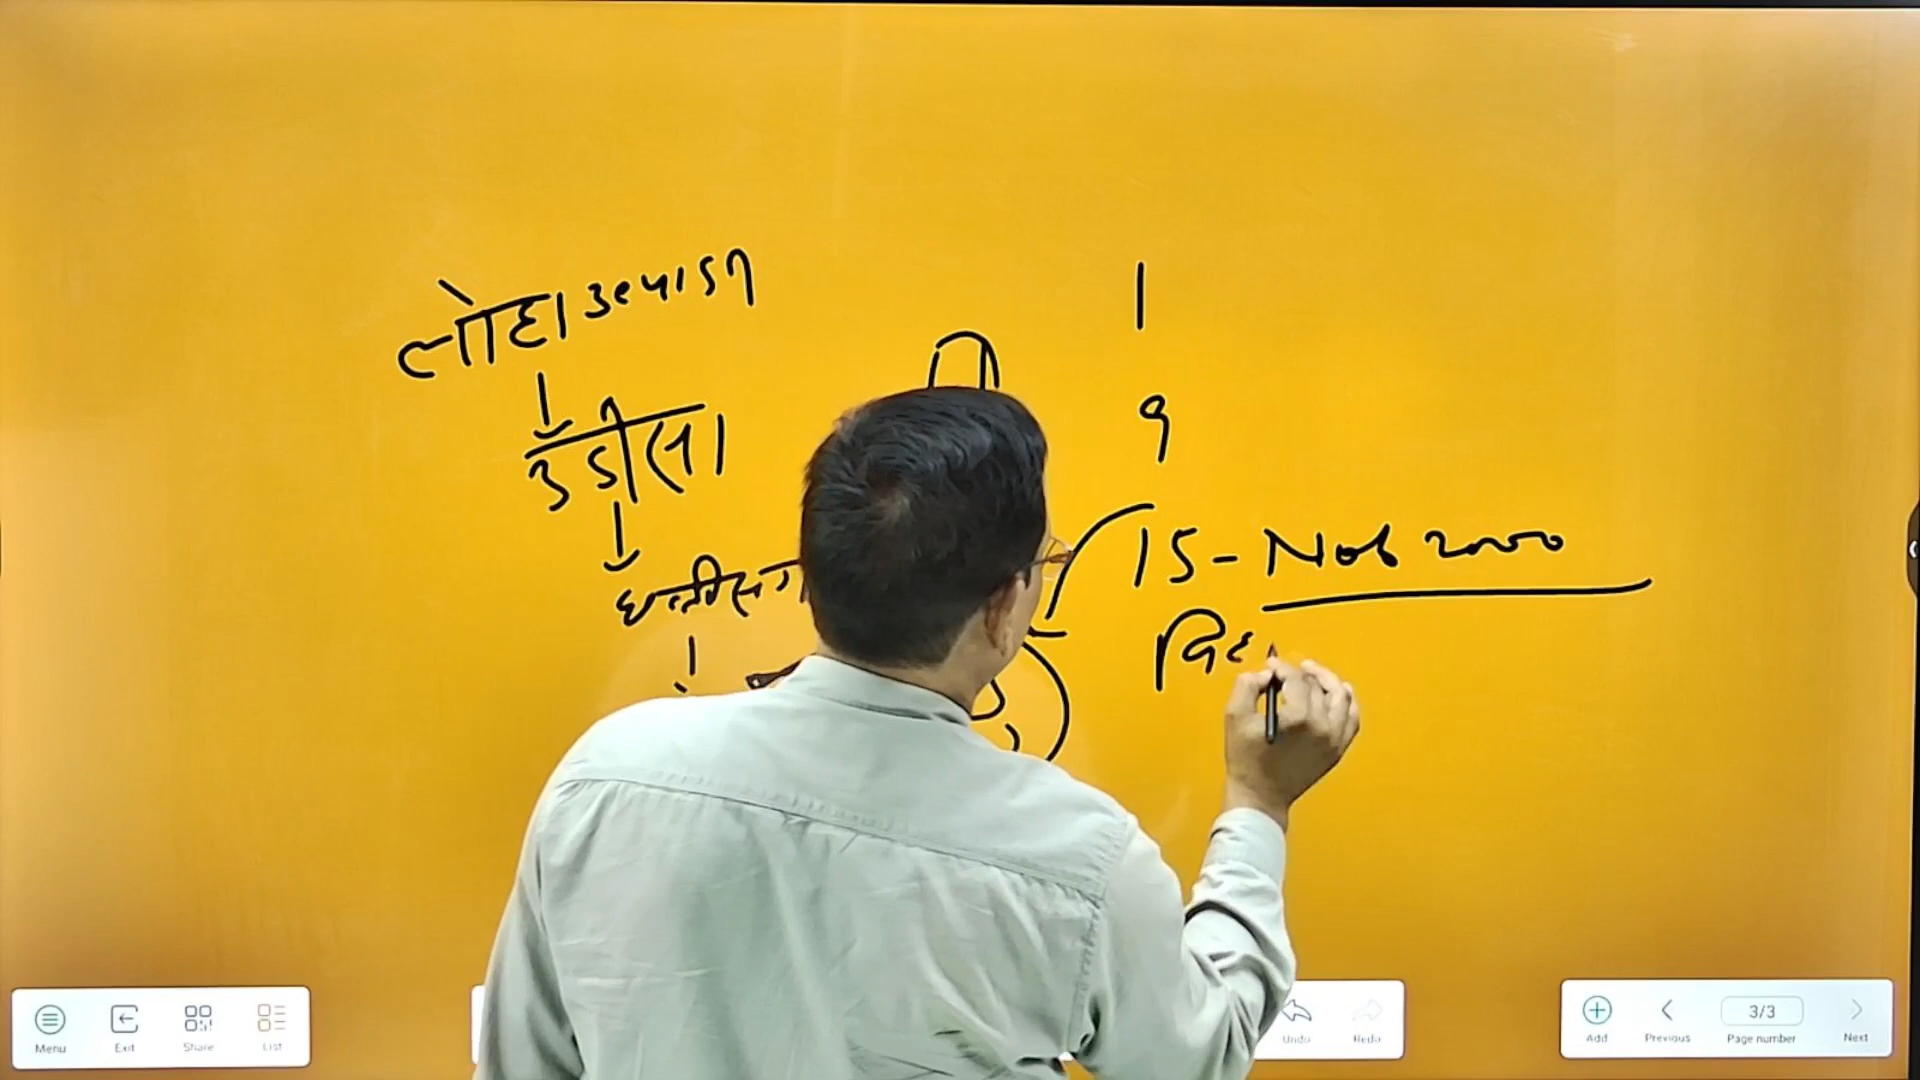 लोहा उत्पादन
1
उडीसा
9
15 - Nob 2000
छत्तीसग
बि
Menu Exit Share List Undo Redo Add Previous 3/3 Page number Next